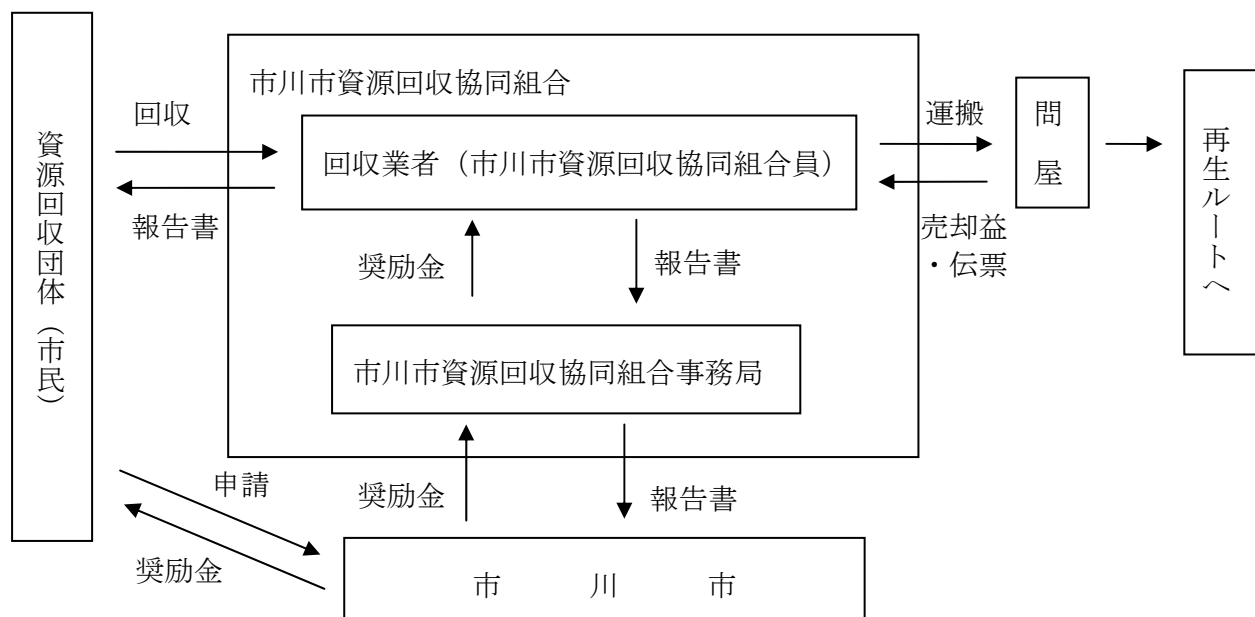 資源回収団体（市民）
回収
報告書
市川市資源回収協同組合
回収業者（市川市資源回収協同組合員）
奨励金
報告書
市川市資源回収協同組合事務局
奨励金
報告書
申請
奨励金
市　川　市
運搬
売却益
・伝票
問屋
再生ルートへ